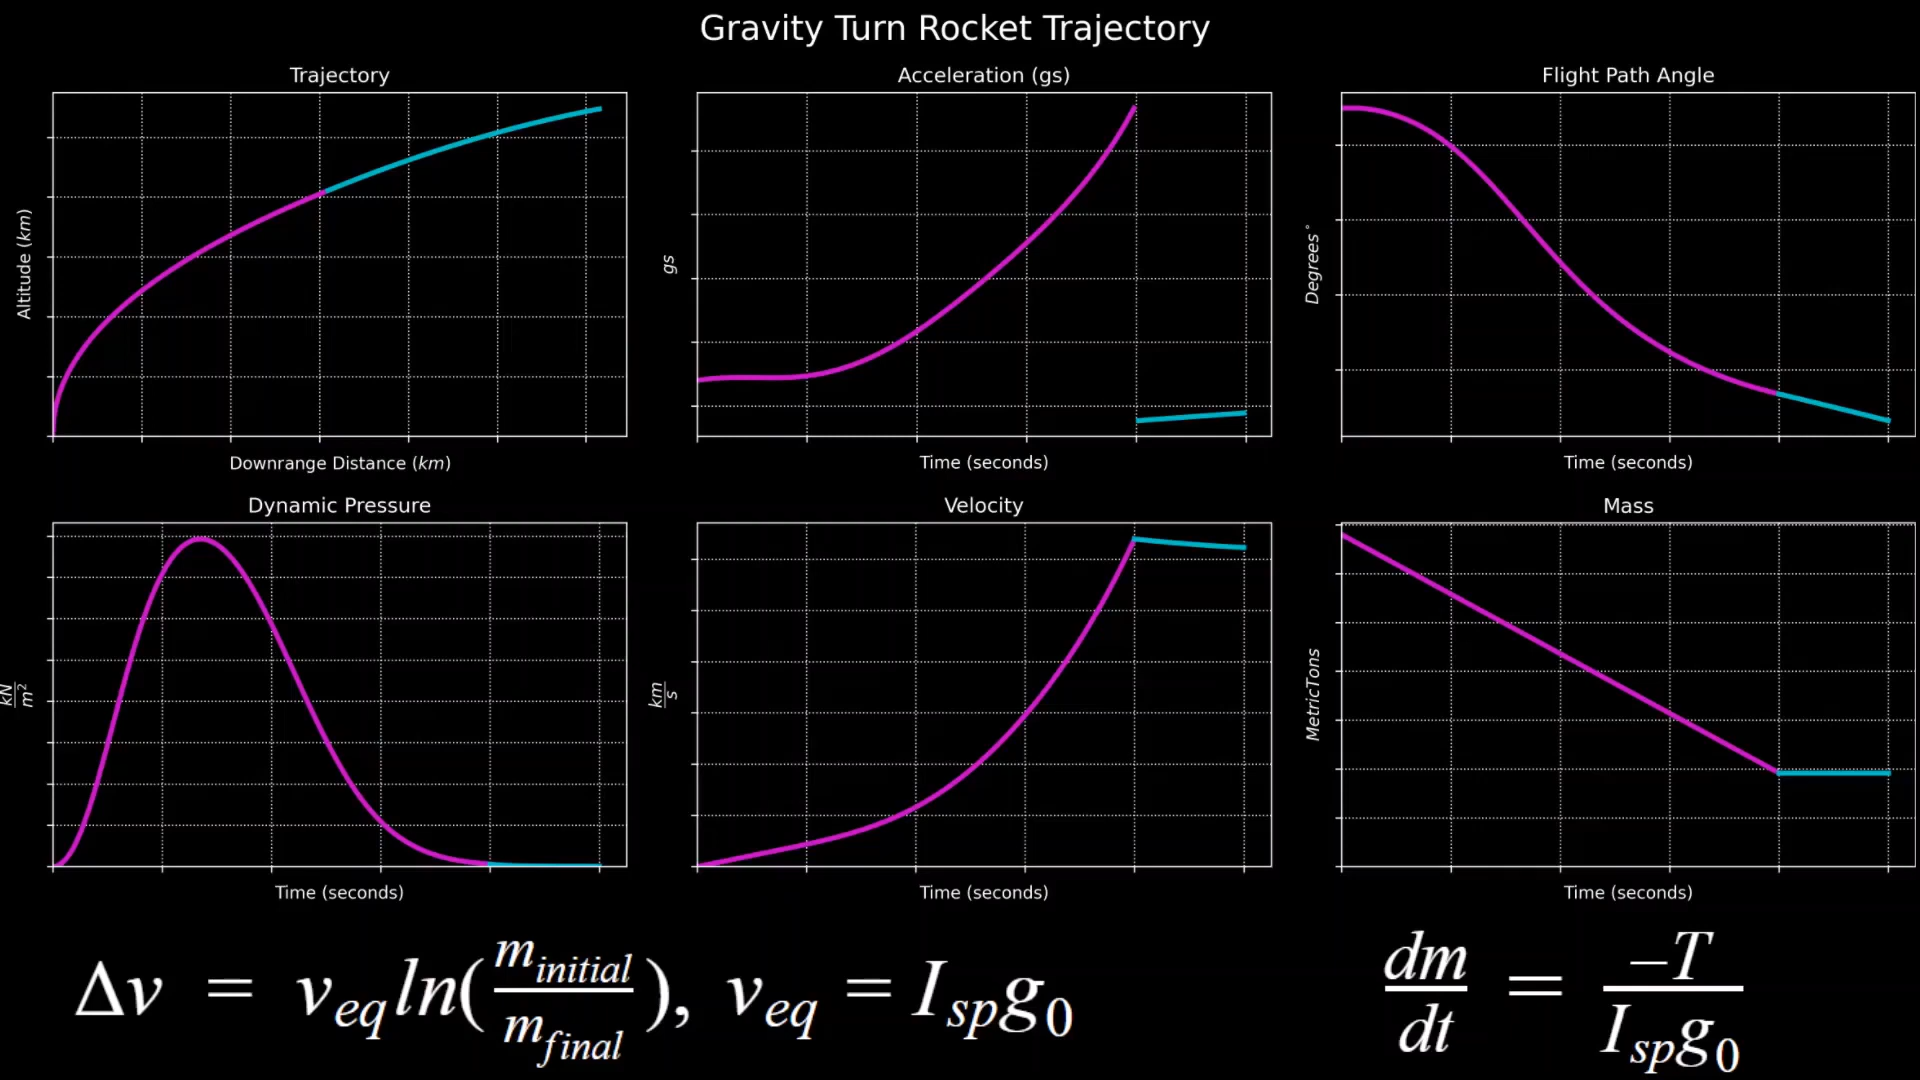 Gravity Turn Rocket Trajectory
Trajectory
Altitude (km)
Downrange Distance (km)
Acceleration (gs)
gs
Time (seconds)
Flight Path Angle
Degrees°
Time (seconds)
Dynamic Pressure
kN/m²
Time (seconds)
Velocity
km/s
Time (seconds)
Mass
MetricTons
Time (seconds)
Δv = v_eq ln(m_initial/m_final), v_eq = I_sp g_0
dm/dt = −T/(I_sp g_0)